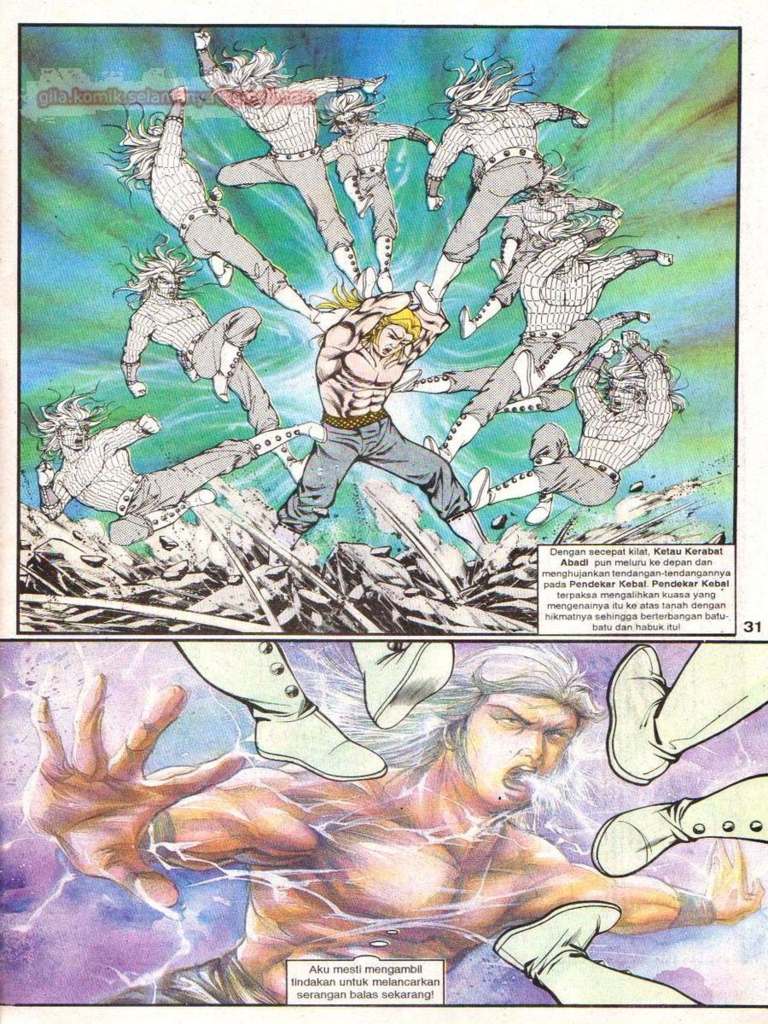 Dengan secepat kilat, Ketau Kerabat
Abadi pun meluru ke depan dan
menghujankan tendangan-tendangannya
pada Pendekar Kebal. Pendekar Kebal
terpaksa mengalihkan kuasa yang
mengenainya itu ke atas tanah dengan
hikmatnya sehingga berterbangan batu-
batu dan habuk itu!
31
Aku mesti mengambil
tindakan untuk melancarkan
serangan balas sekarang!